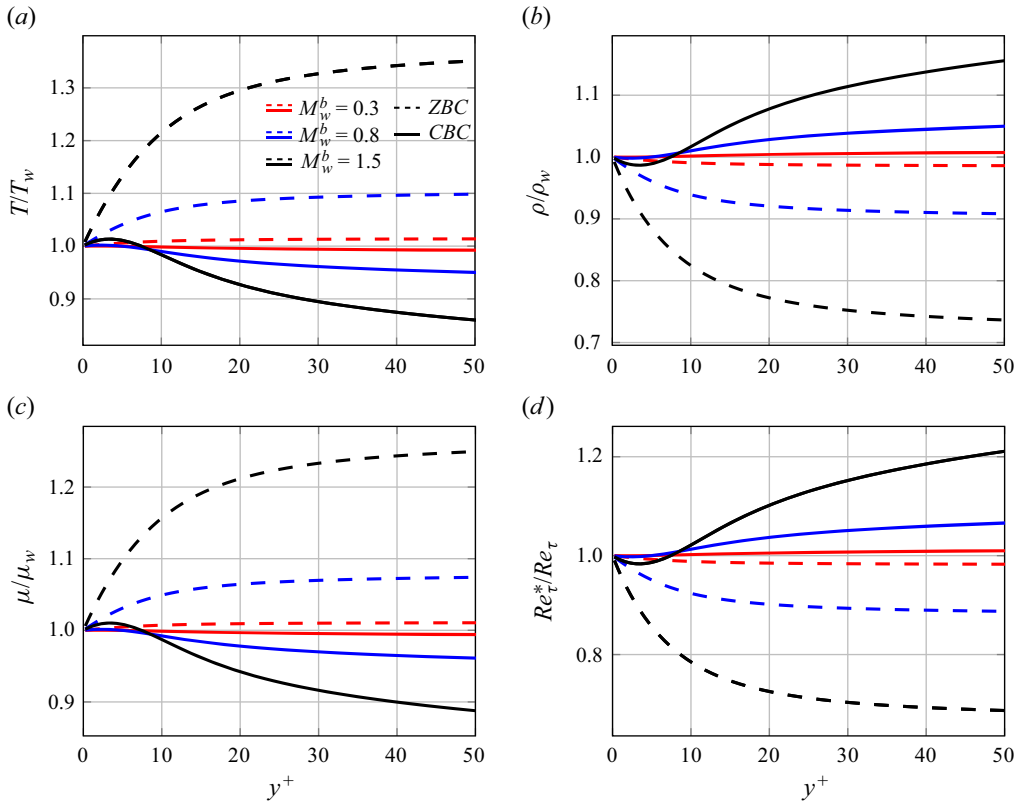 (a)
1.3
1.2
1.1
1.0
0.9
T/T_w
M_w^b = 0.3
M_w^b = 0.8
M_w^b = 1.5
ZBC
CBC
0 10 20 30 40 50
(b)
1.1
1.0
0.9
0.8
0.7
ρ/ρ_w
0 10 20 30 40 50
(c)
1.2
1.1
1.0
0.9
μ/μ_w
0 10 20 30 40 50
y^+
(d)
1.2
1.0
0.8
Re_τ^*/Re_τ
0 10 20 30 40 50
y^+